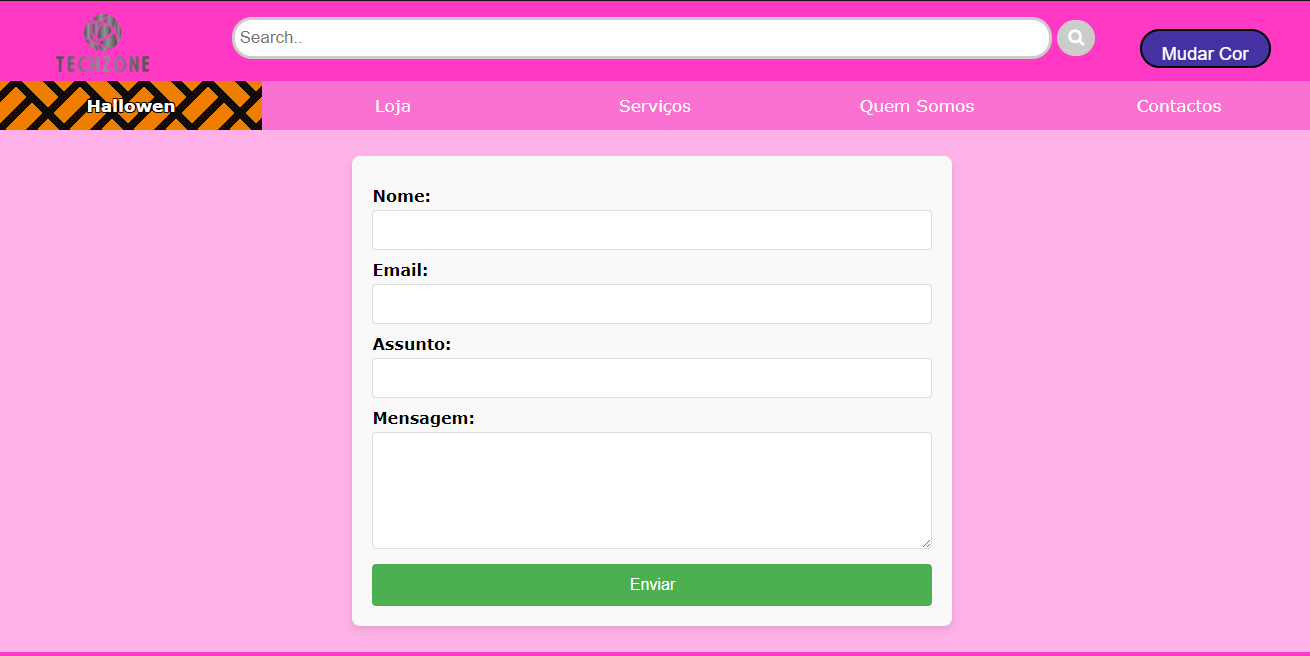 TECHZONE
Search..
Mudar Cor
Hallowen
Loja
Serviços
Quem Somos
Contactos
Nome:
Email:
Assunto:
Mensagem:
Enviar